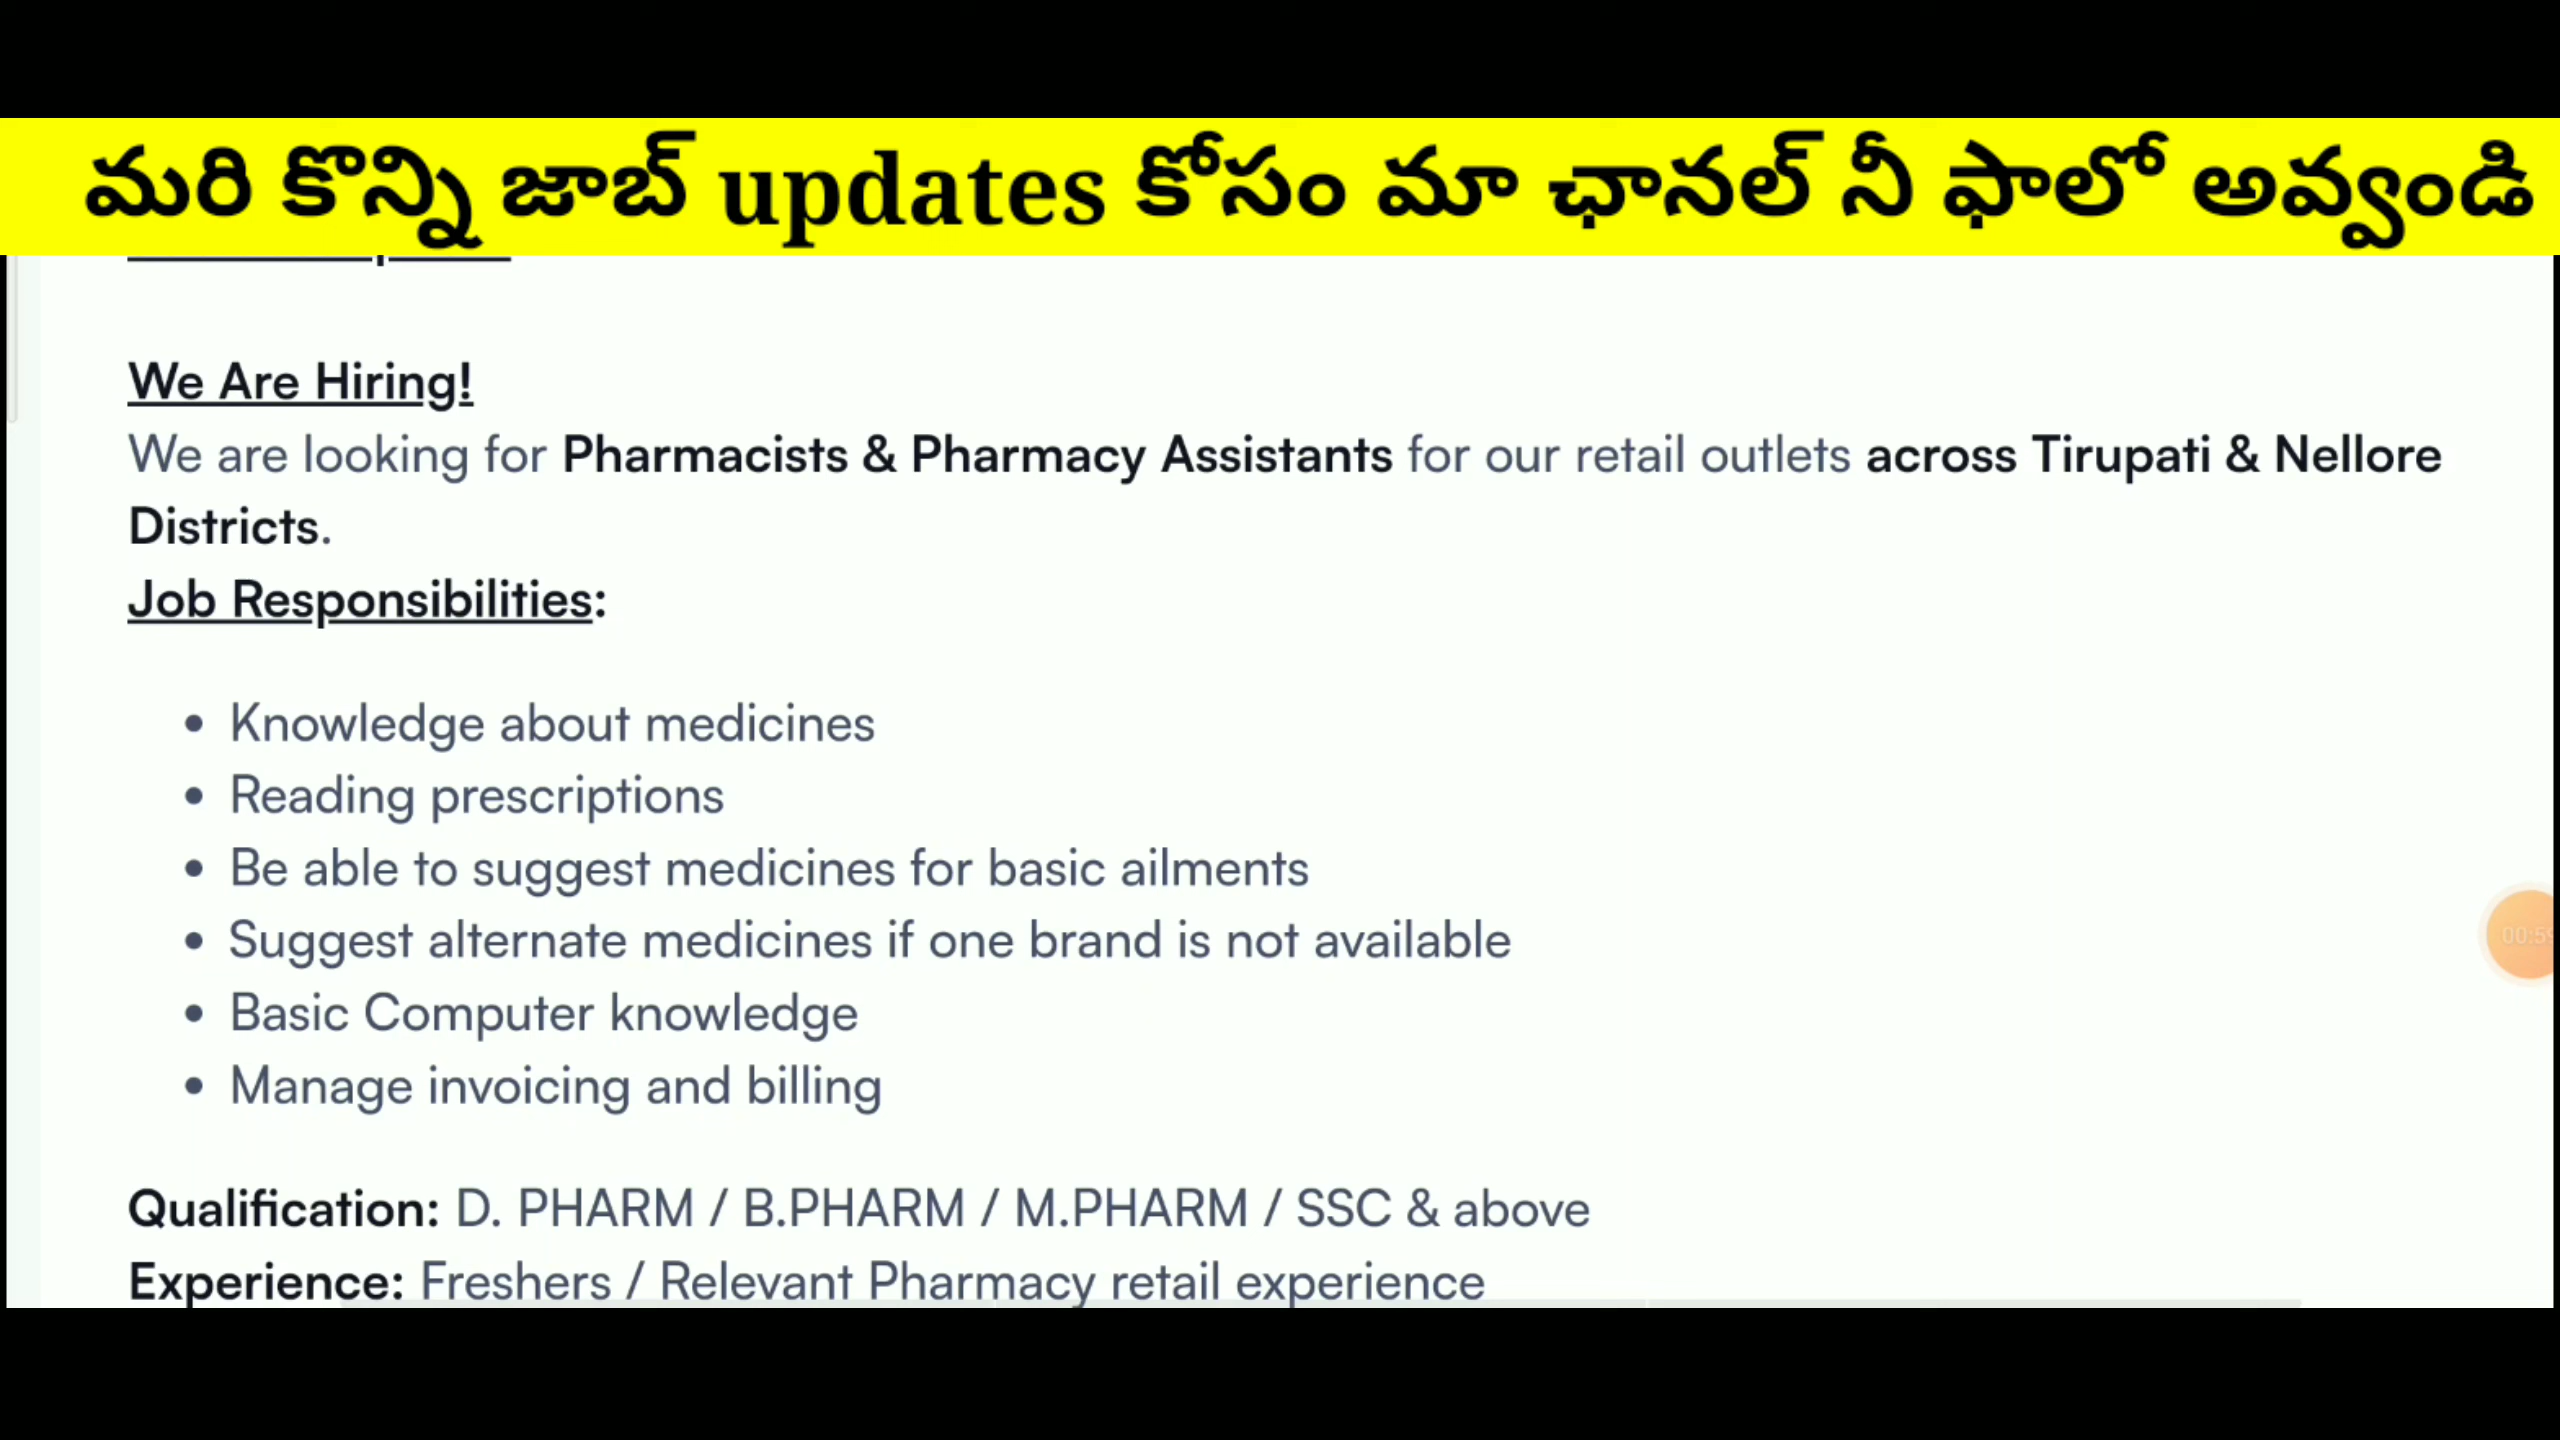 మరి కొన్ని జాబ్ updates కోసం మా ఛానల్ నీ ఫాలో అవ్వండి
We Are Hiring!
We are looking for Pharmacists & Pharmacy Assistants for our retail outlets across Tirupati & Nellore
Districts.
Job Responsibilities:
• Knowledge about medicines
• Reading prescriptions
• Be able to suggest medicines for basic ailments
• Suggest alternate medicines if one brand is not available
• Basic Computer knowledge
• Manage invoicing and billing
Qualification: D. PHARM / B.PHARM / M.PHARM / SSC & above
Experience: Freshers / Relevant Pharmacy retail experience